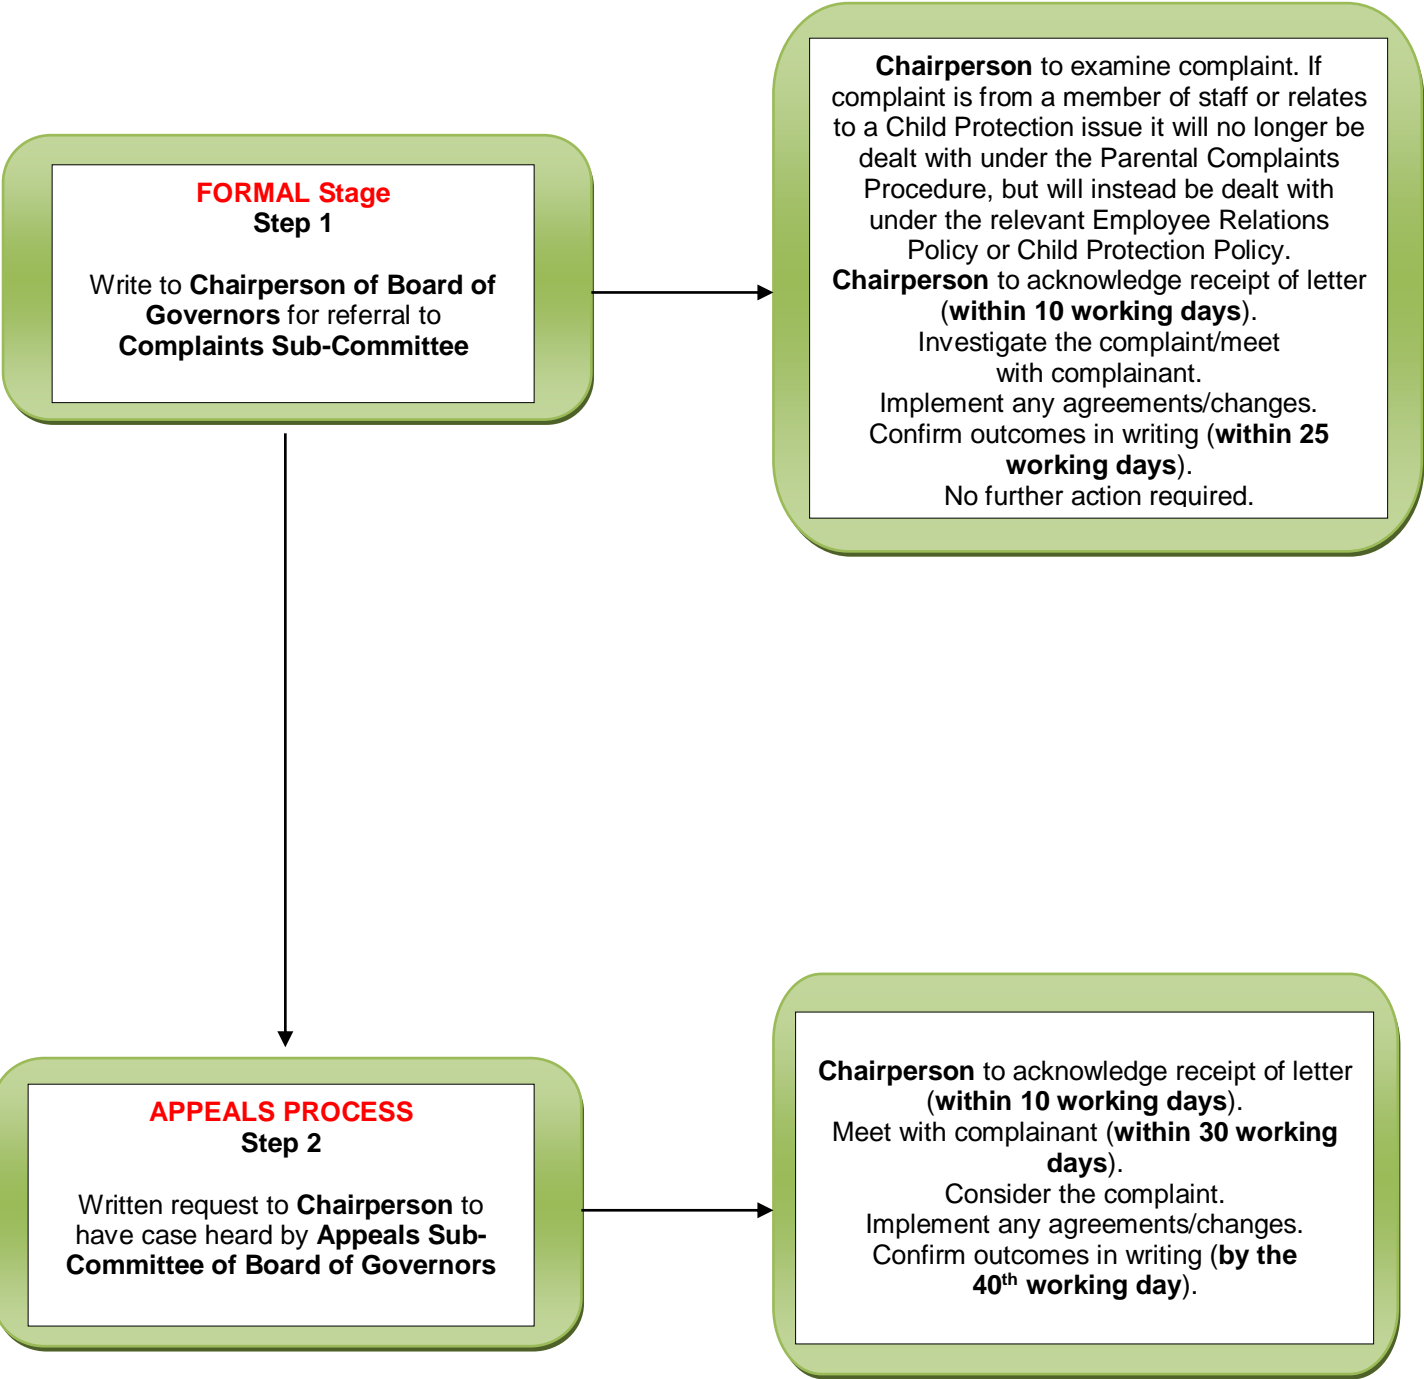 FORMAL Stage
Step 1
Write to Chairperson of Board of
Governors for referral to
Complaints Sub-Committee
Chairperson to examine complaint. If
complaint is from a member of staff or relates
to a Child Protection issue it will no longer be
dealt with under the Parental Complaints
Procedure, but will instead be dealt with
under the relevant Employee Relations
Policy or Child Protection Policy.
Chairperson to acknowledge receipt of letter
(within 10 working days).
Investigate the complaint/meet
with complainant.
Implement any agreements/changes.
Confirm outcomes in writing (within 25
working days).
No further action required.
APPEALS PROCESS
Step 2
Written request to Chairperson to
have case heard by Appeals Sub-
Committee of Board of Governors
Chairperson to acknowledge receipt of letter
(within 10 working days).
Meet with complainant (within 30 working
days).
Consider the complaint.
Implement any agreements/changes.
Confirm outcomes in writing (by the
40th working day).